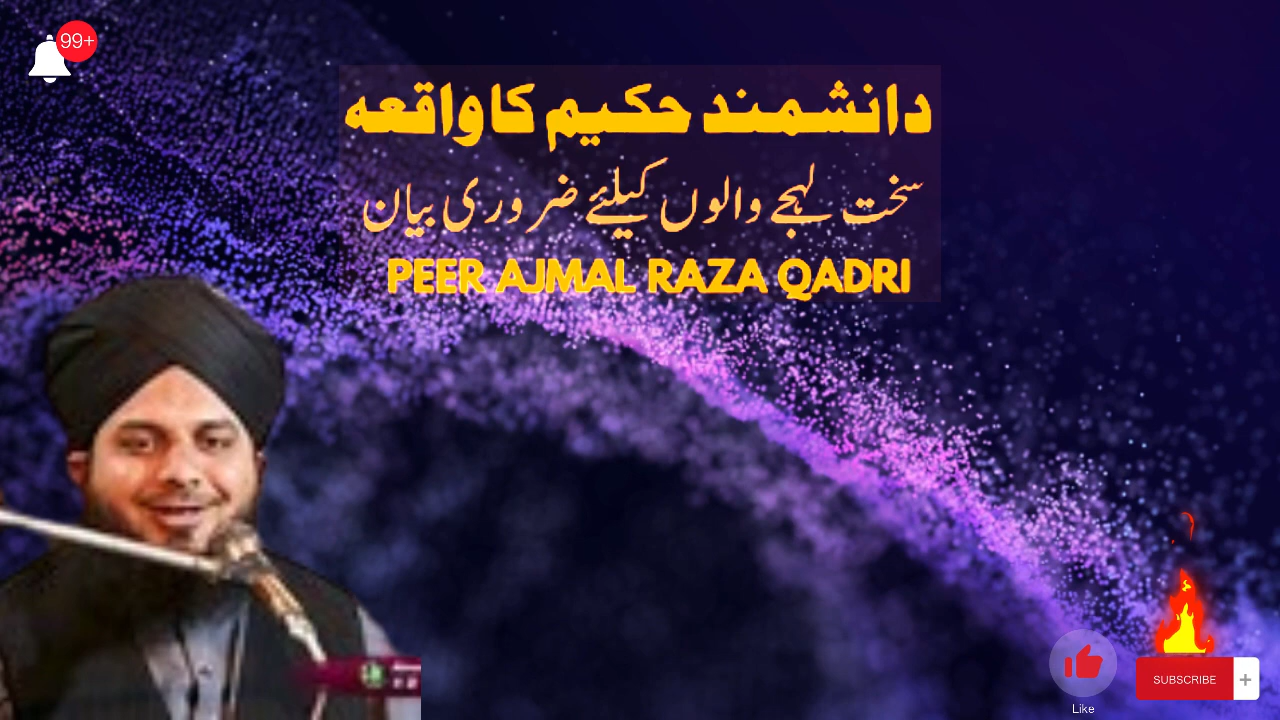 99+
دانشمند حکیم کا واقعہ
سخت لہجے والوں کیلئے ضروری بیان
PEER AJMAL RAZA QADRI
SUBSCRIBE +
Like